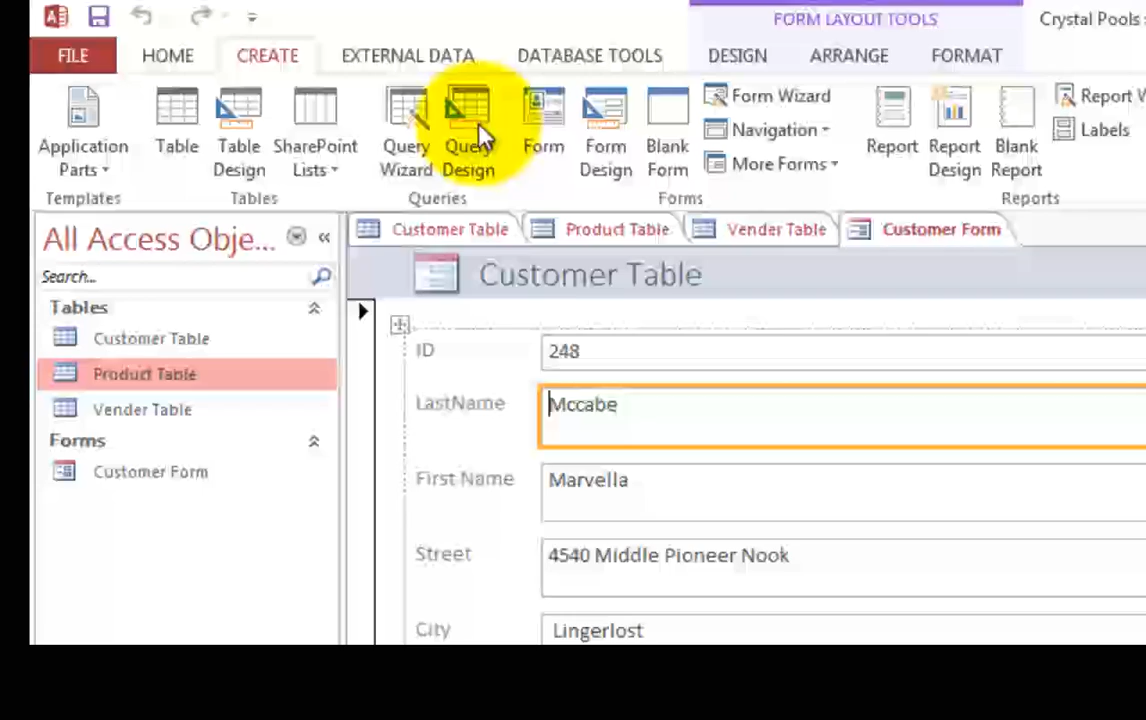 FORM LAYOUT TOOLS Crystal Pools
FILE HOME CREATE EXTERNAL DATA DATABASE TOOLS DESIGN ARRANGE FORMAT
Application Parts
Table
Table Design
SharePoint Lists
Query Wizard
Query Design
Form
Form Design
Blank Form
Form Wizard
Navigation
More Forms
Report
Report Design
Blank Report
Report W
Labels
Templates Tables Queries Forms Reports
All Access Obje...
Search...
Tables
Customer Table
Product Table
Vender Table
Forms
Customer Form
Customer Table Product Table Vender Table Customer Form
Customer Table
ID 248
LastName Mccabe
First Name Marvella
Street 4540 Middle Pioneer Nook
City Lingerlost